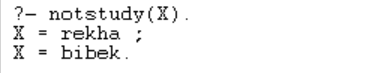 ?- notstudy(X).
X = rekha ;
X = bibek.